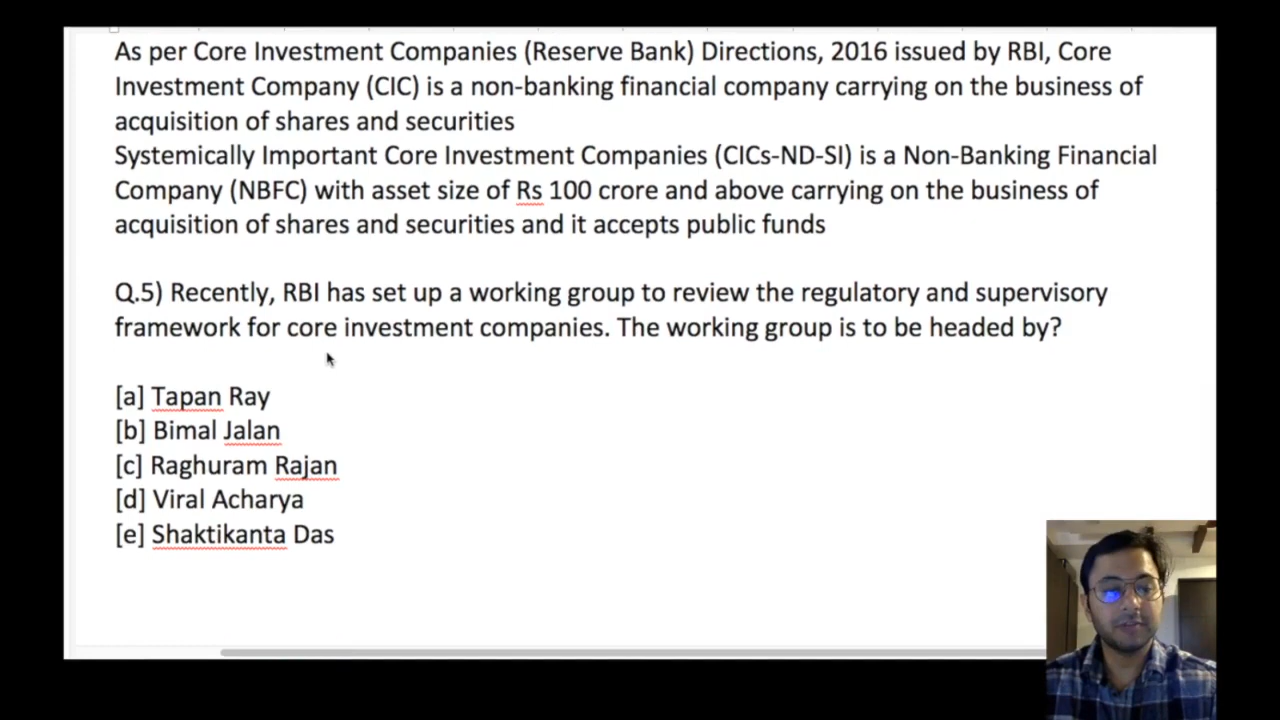 As per Core Investment Companies (Reserve Bank) Directions, 2016 issued by RBI, Core
Investment Company (CIC) is a non-banking financial company carrying on the business of
acquisition of shares and securities
Systemically Important Core Investment Companies (CICs-ND-SI) is a Non-Banking Financial
Company (NBFC) with asset size of Rs 100 crore and above carrying on the business of
acquisition of shares and securities and it accepts public funds
Q.5) Recently, RBI has set up a working group to review the regulatory and supervisory
framework for core investment companies. The working group is to be headed by?
[a] Tapan Ray
[b] Bimal Jalan
[c] Raghuram Rajan
[d] Viral Acharya
[e] Shaktikanta Das